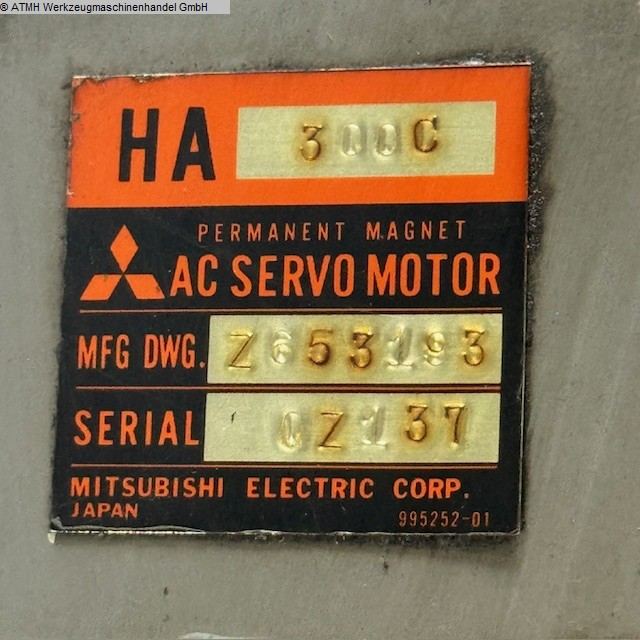 © ATMH Werkzeugmaschinenhandel GmbH
HA 300C
PERMANENT MAGNET
AC SERVO MOTOR
MFG DWG. Z653193
SERIAL QZ137
MITSUBISHI ELECTRIC CORP.
JAPAN
995252-01